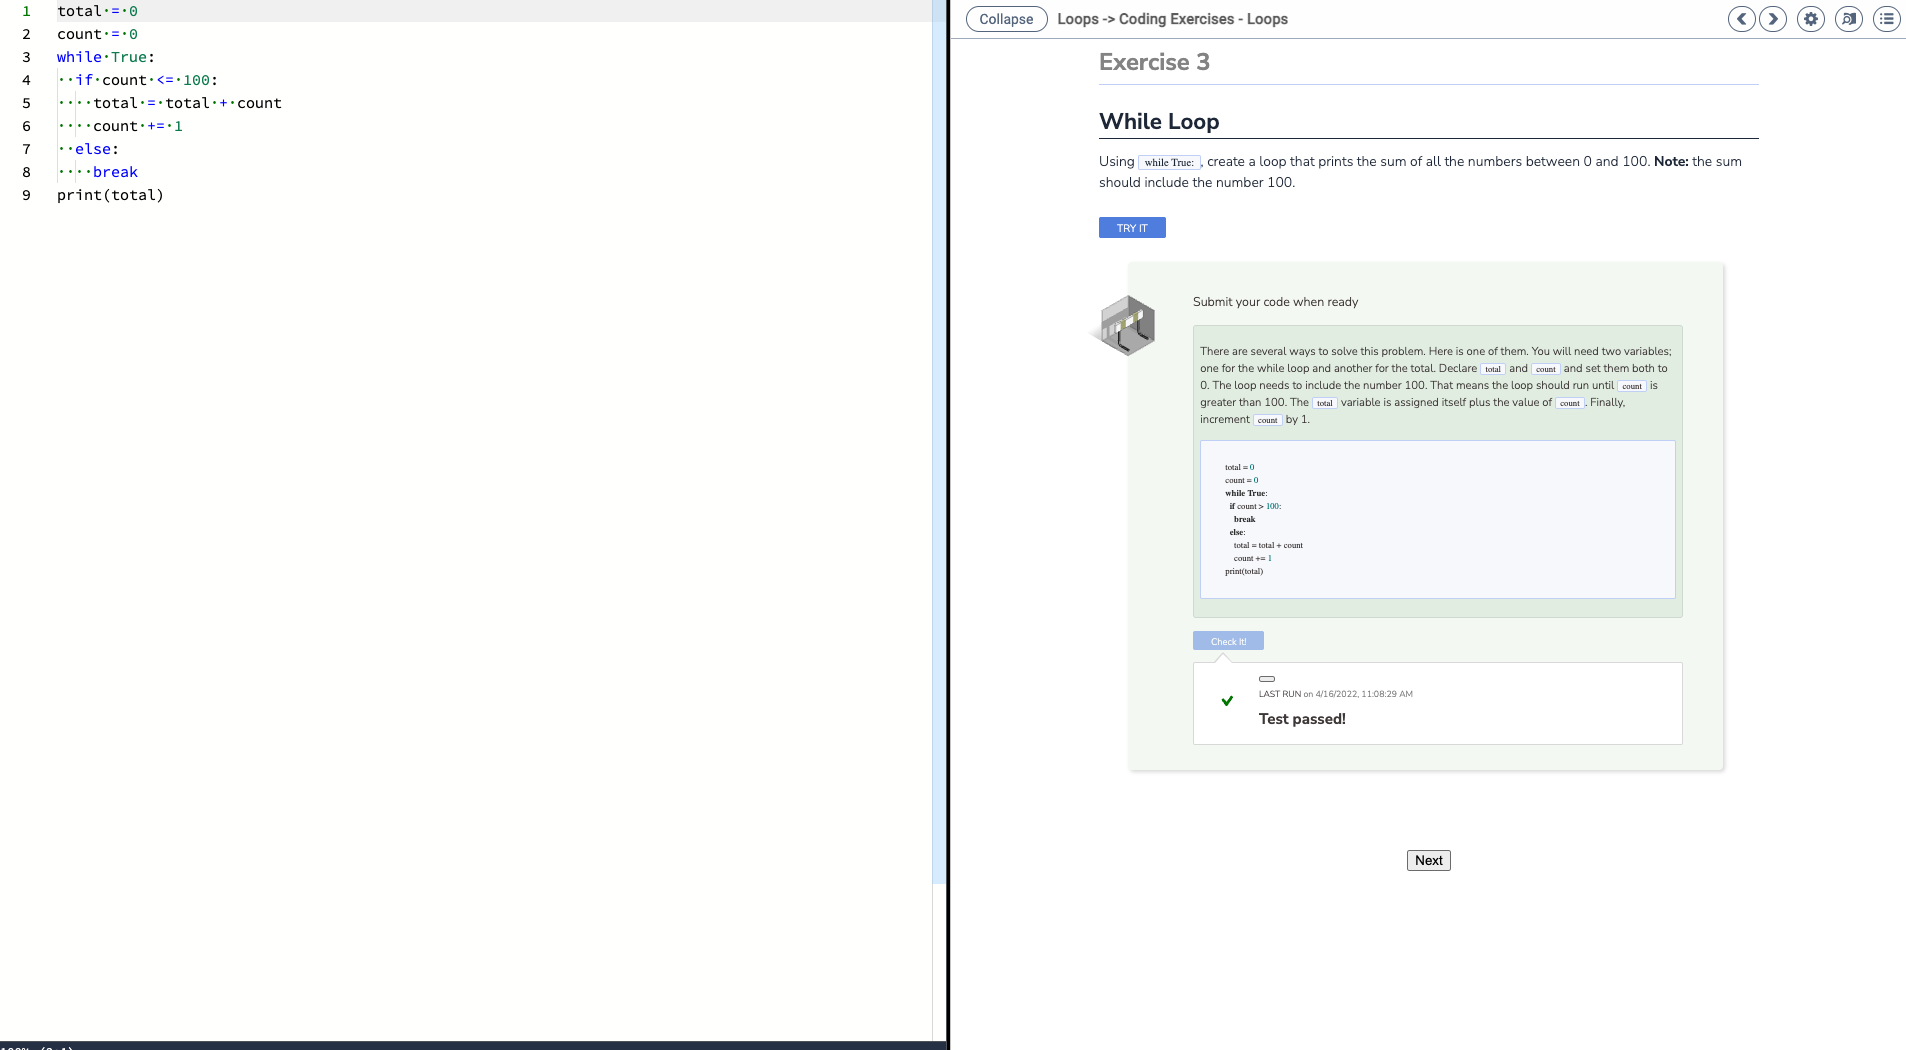 1 total = 0
2 count = 0
3 while True:
4   if count <= 100:
5     total = total + count
6     count += 1
7   else:
8     break
9 print(total)
Collapse Loops -> Coding Exercises - Loops
Exercise 3
While Loop
Using while True: , create a loop that prints the sum of all the numbers between 0 and 100. Note: the sum
should include the number 100.
TRY IT
Submit your code when ready
There are several ways to solve this problem. Here is one of them. You will need two variables;
one for the while loop and another for the total. Declare total and count and set them both to
0. The loop needs to include the number 100. That means the loop should run until count is
greater than 100. The total variable is assigned itself plus the value of count . Finally,
increment count by 1.
total = 0
count = 0
while True:
  if count > 100:
    break
  else:
    total = total + count
    count += 1
print(total)
Check It!
LAST RUN on 4/16/2022, 11:08:29 AM
Test passed!
Next